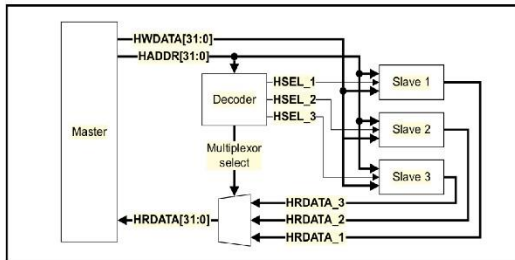 HWDATA[31:0]
HADDR[31:0]
Master
Decoder
HSEL_1
HSEL_2
HSEL_3
Slave 1
Slave 2
Slave 3
Multiplexor
select
HRDATA[31:0]
HRDATA_3
HRDATA_2
HRDATA_1